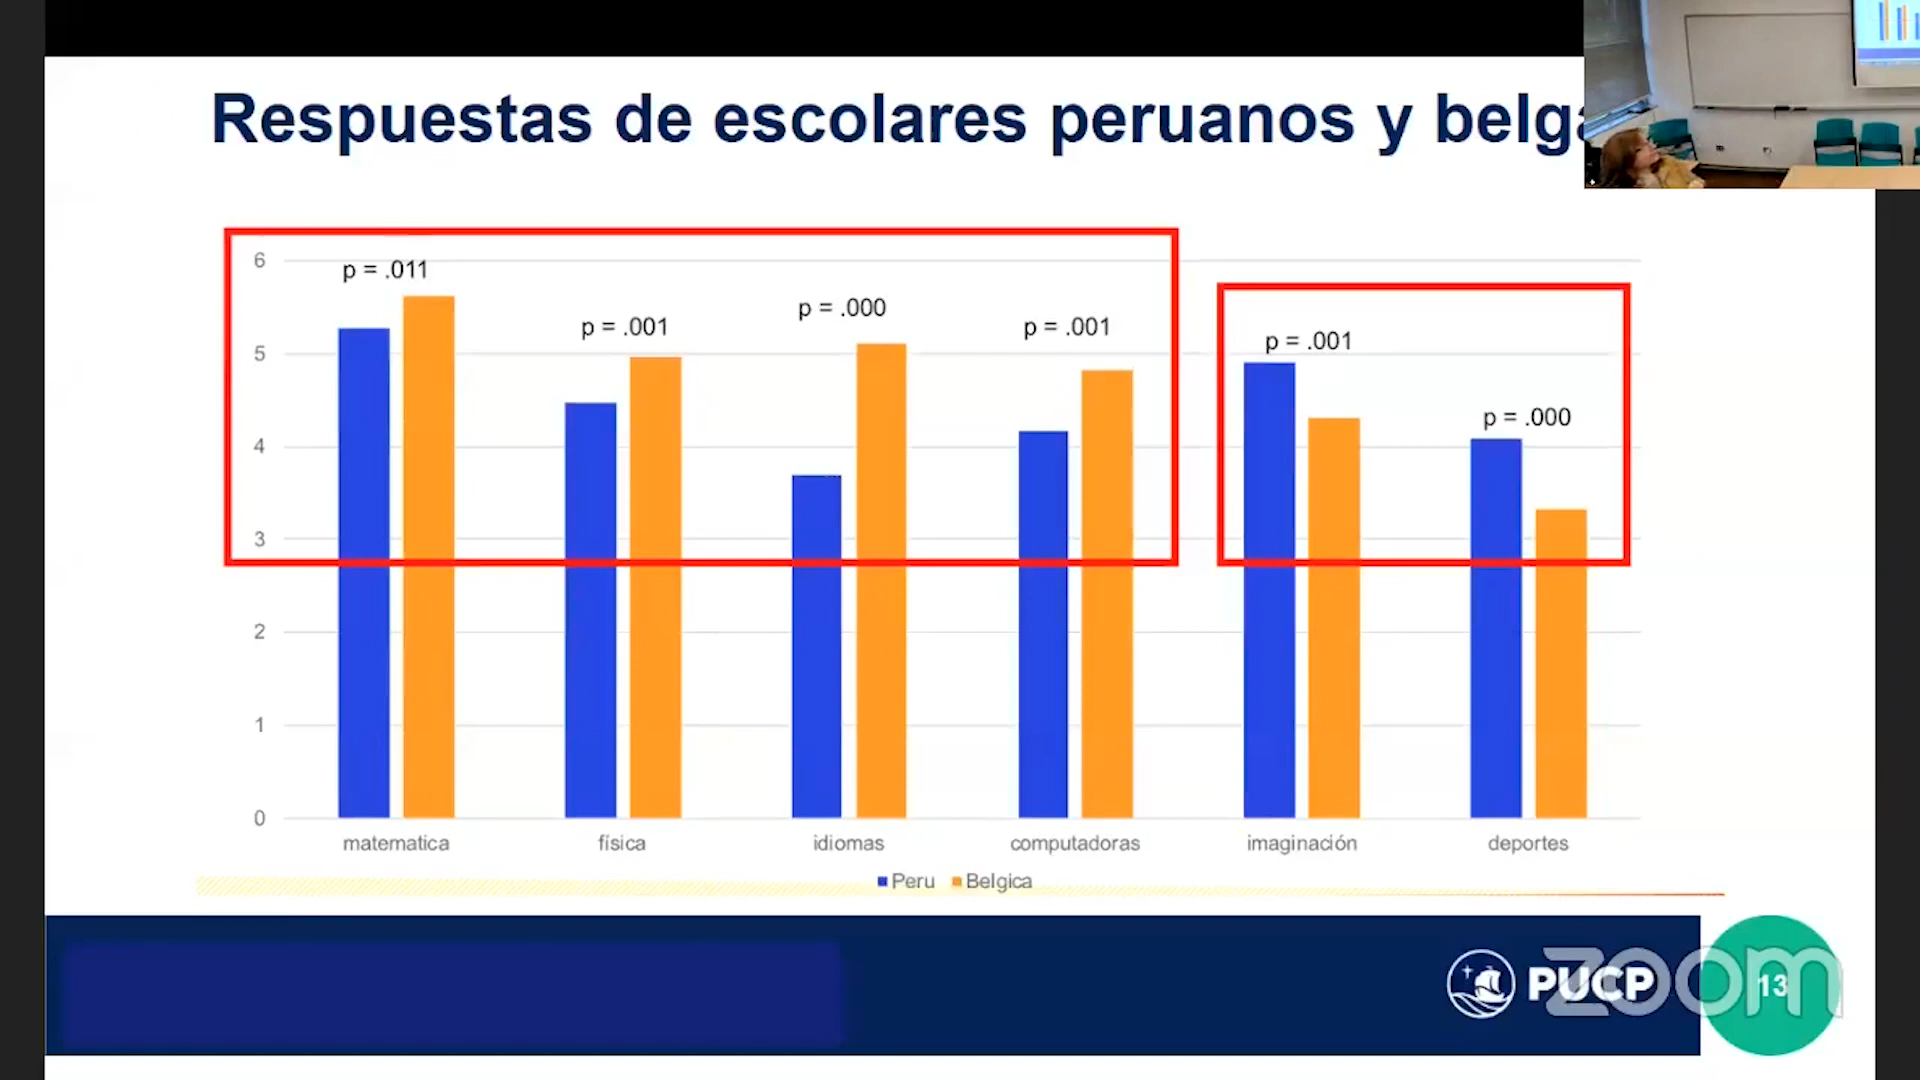 Respuestas de escolares peruanos y belga
6
5
4
3
2
1
0
p = .011
p = .001
p = .000
p = .001
p = .001
p = .000
matematica
física
idiomas
computadoras
imaginación
deportes
Peru
Belgica
PUCP
zoom
13